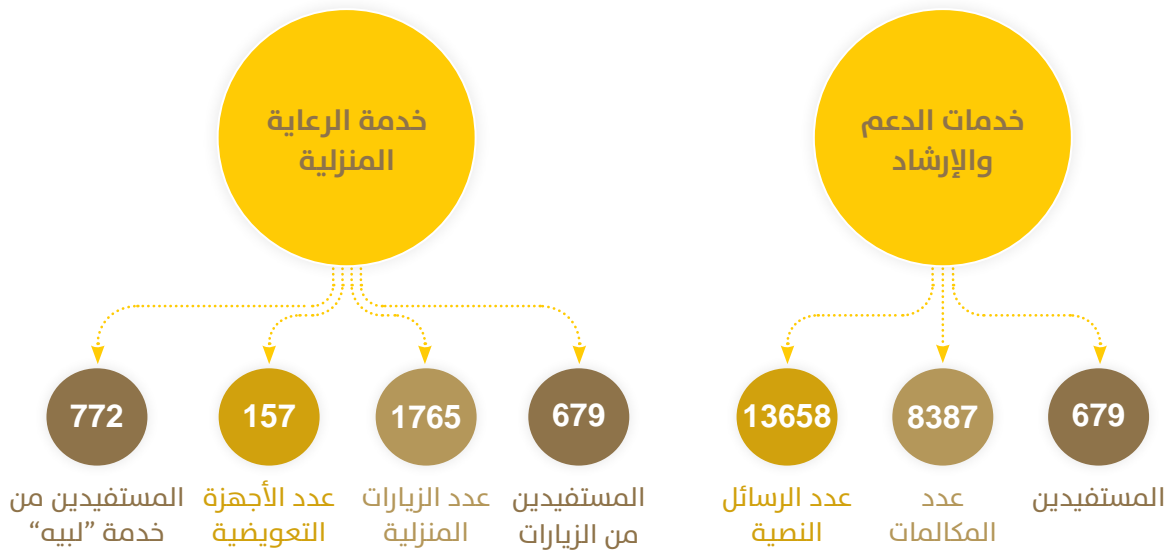 خدمات الدعم
والإرشاد
679
المستفيدين
8387
عدد
المكالمات
13658
عدد الرسائل
النصية
خدمة الرعاية
المنزلية
679
المستفيدين
من الزيارات
1765
عدد الزيارات
المنزلية
157
عدد الأجهزة
التعويضية
772
المستفيدين من
خدمة ”لبيه“